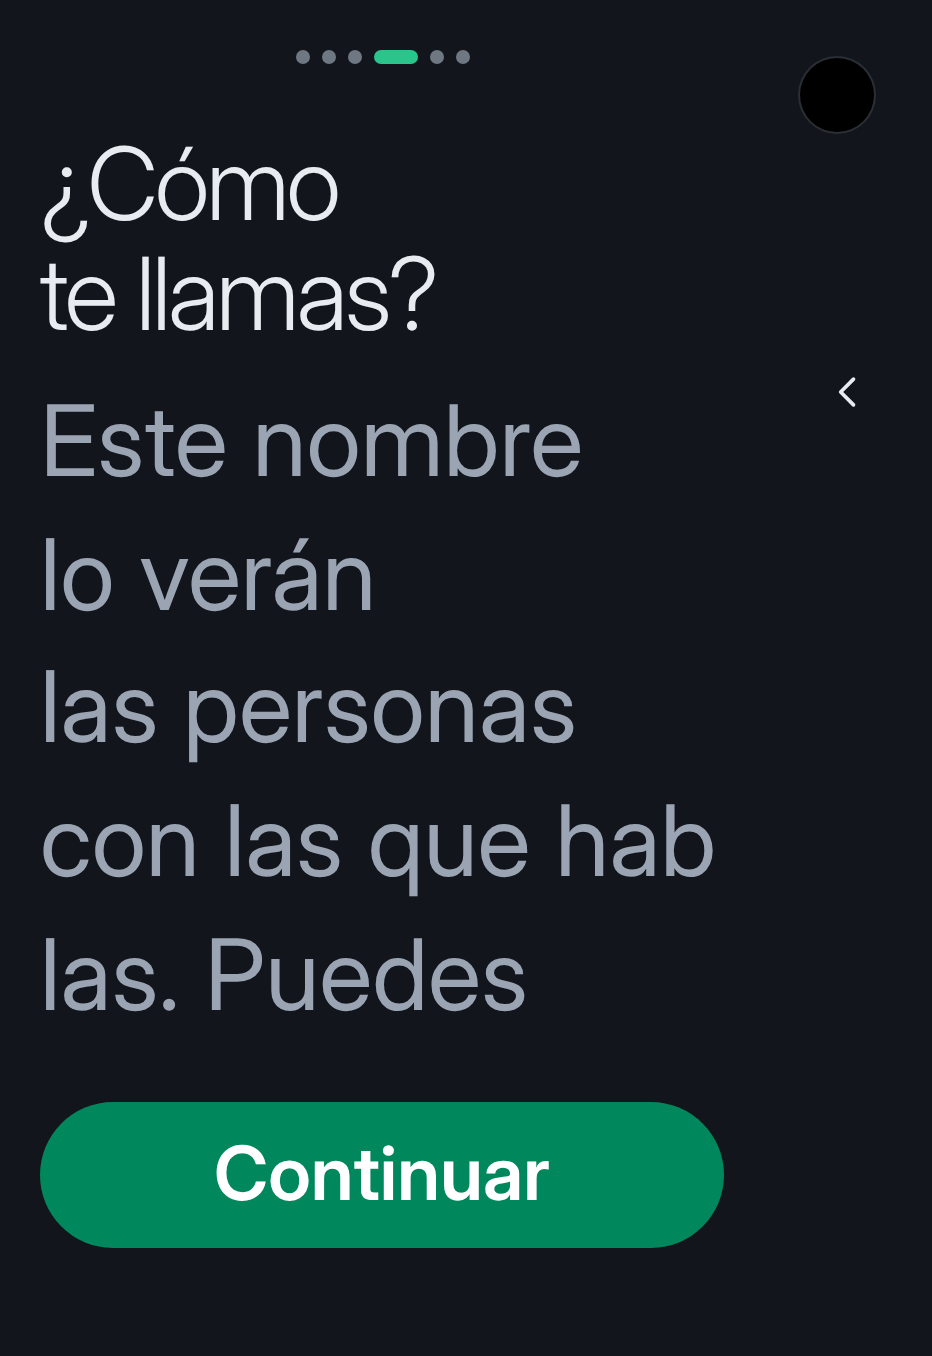 ¿Cómo
te llamas?
Este nombre
lo verán
las personas
con las que hab
las. Puedes
Continuar